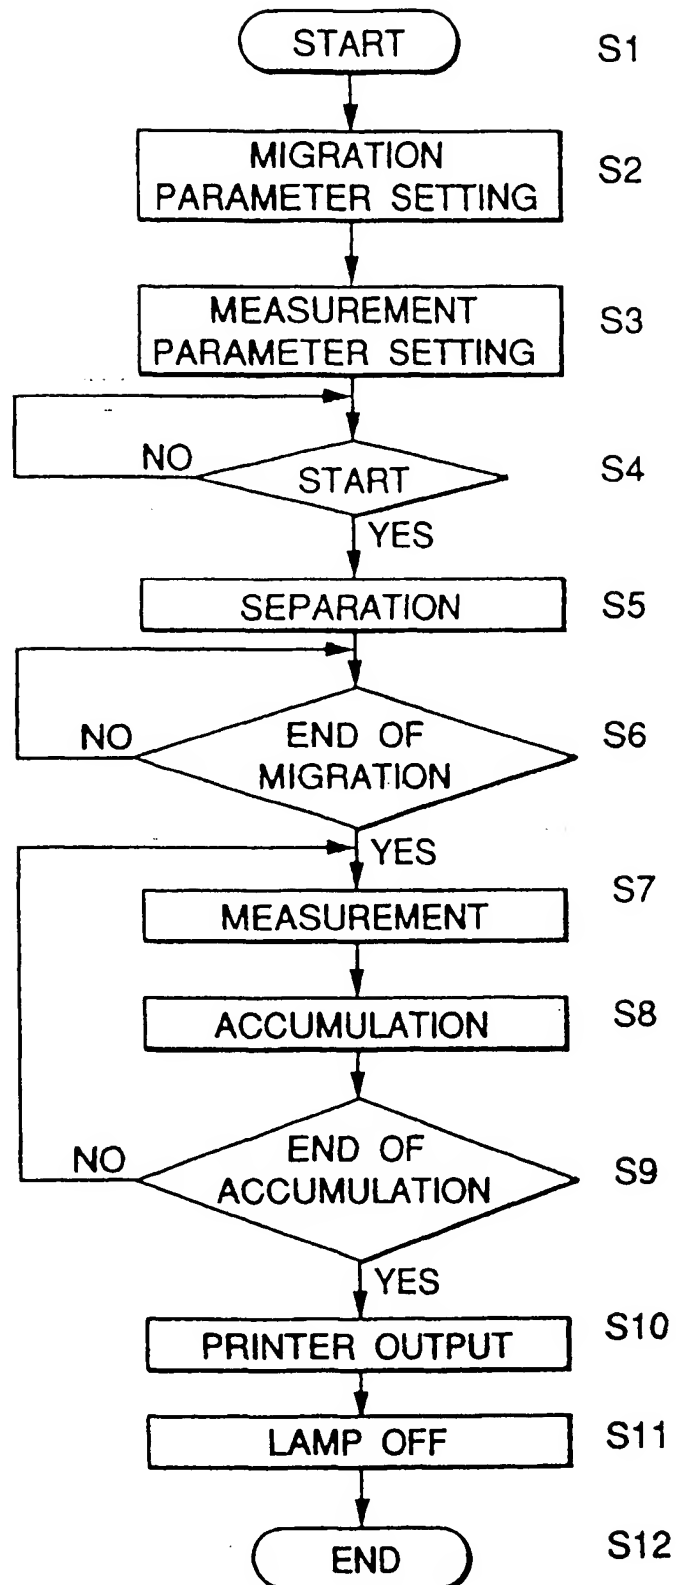 START S1
MIGRATION
PARAMETER SETTING S2
MEASUREMENT
PARAMETER SETTING S3
NO START S4
YES
SEPARATION S5
NO END OF
MIGRATION S6
YES
MEASUREMENT S7
ACCUMULATION S8
NO END OF
ACCUMULATION S9
YES
PRINTER OUTPUT S10
LAMP OFF S11
END S12